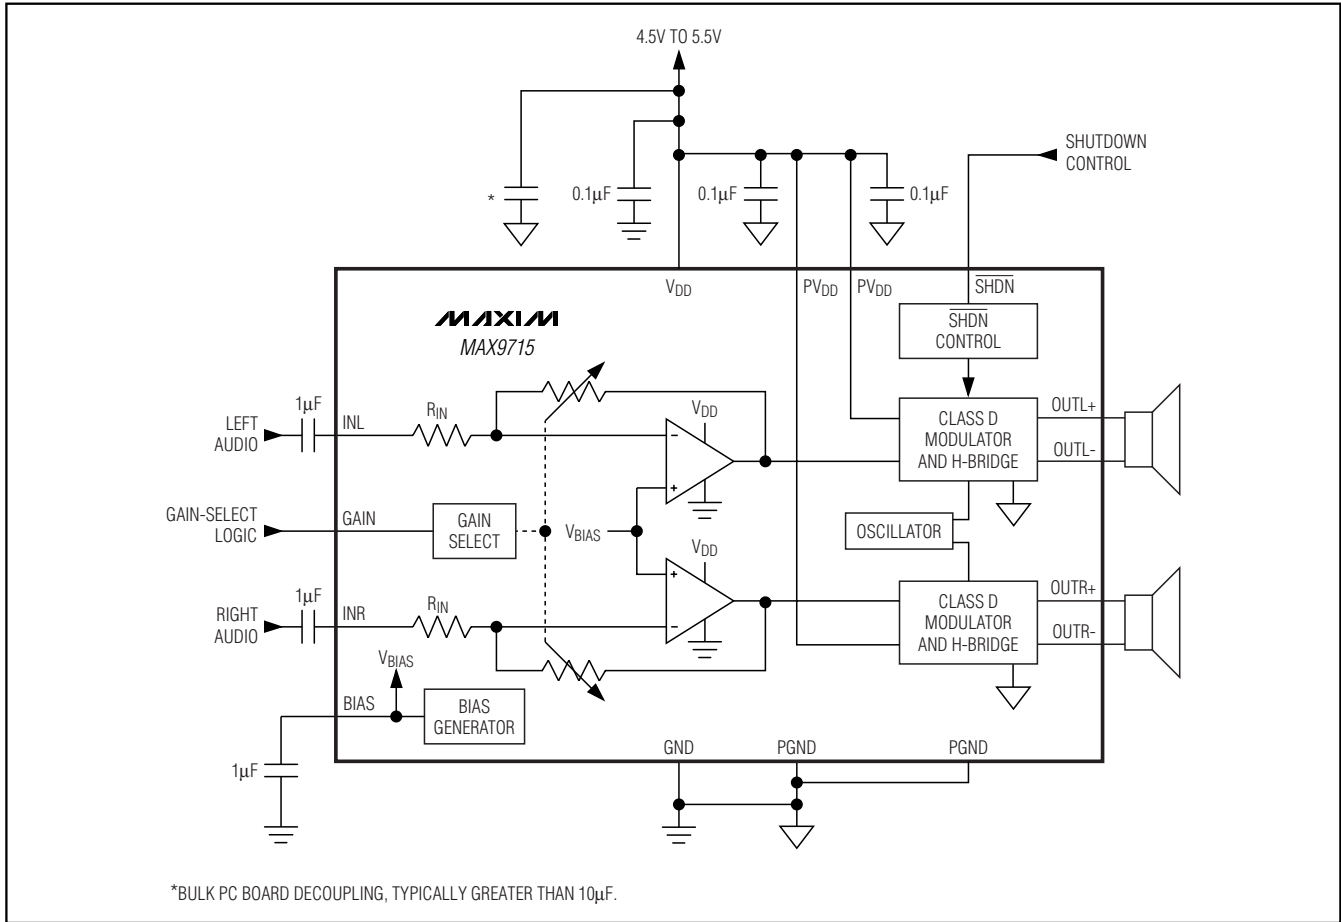 4.5V TO 5.5V
SHUTDOWN
CONTROL
*
0.1µF
0.1µF
0.1µF
VDD
PVDD
PVDD
SHDN
MAXIM
MAX9715
SHDN
CONTROL
1µF
LEFT
AUDIO
INL
RIN
VDD
−
+
CLASS D
MODULATOR
AND H-BRIDGE
OUTL+
OUTL-
GAIN-SELECT
LOGIC
GAIN
GAIN
SELECT
VBIAS
OSCILLATOR
1µF
RIGHT
AUDIO
INR
RIN
VDD
+
−
CLASS D
MODULATOR
AND H-BRIDGE
OUTR+
OUTR-
VBIAS
BIAS
BIAS
GENERATOR
1µF
GND
PGND
PGND
*BULK PC BOARD DECOUPLING, TYPICALLY GREATER THAN 10µF.